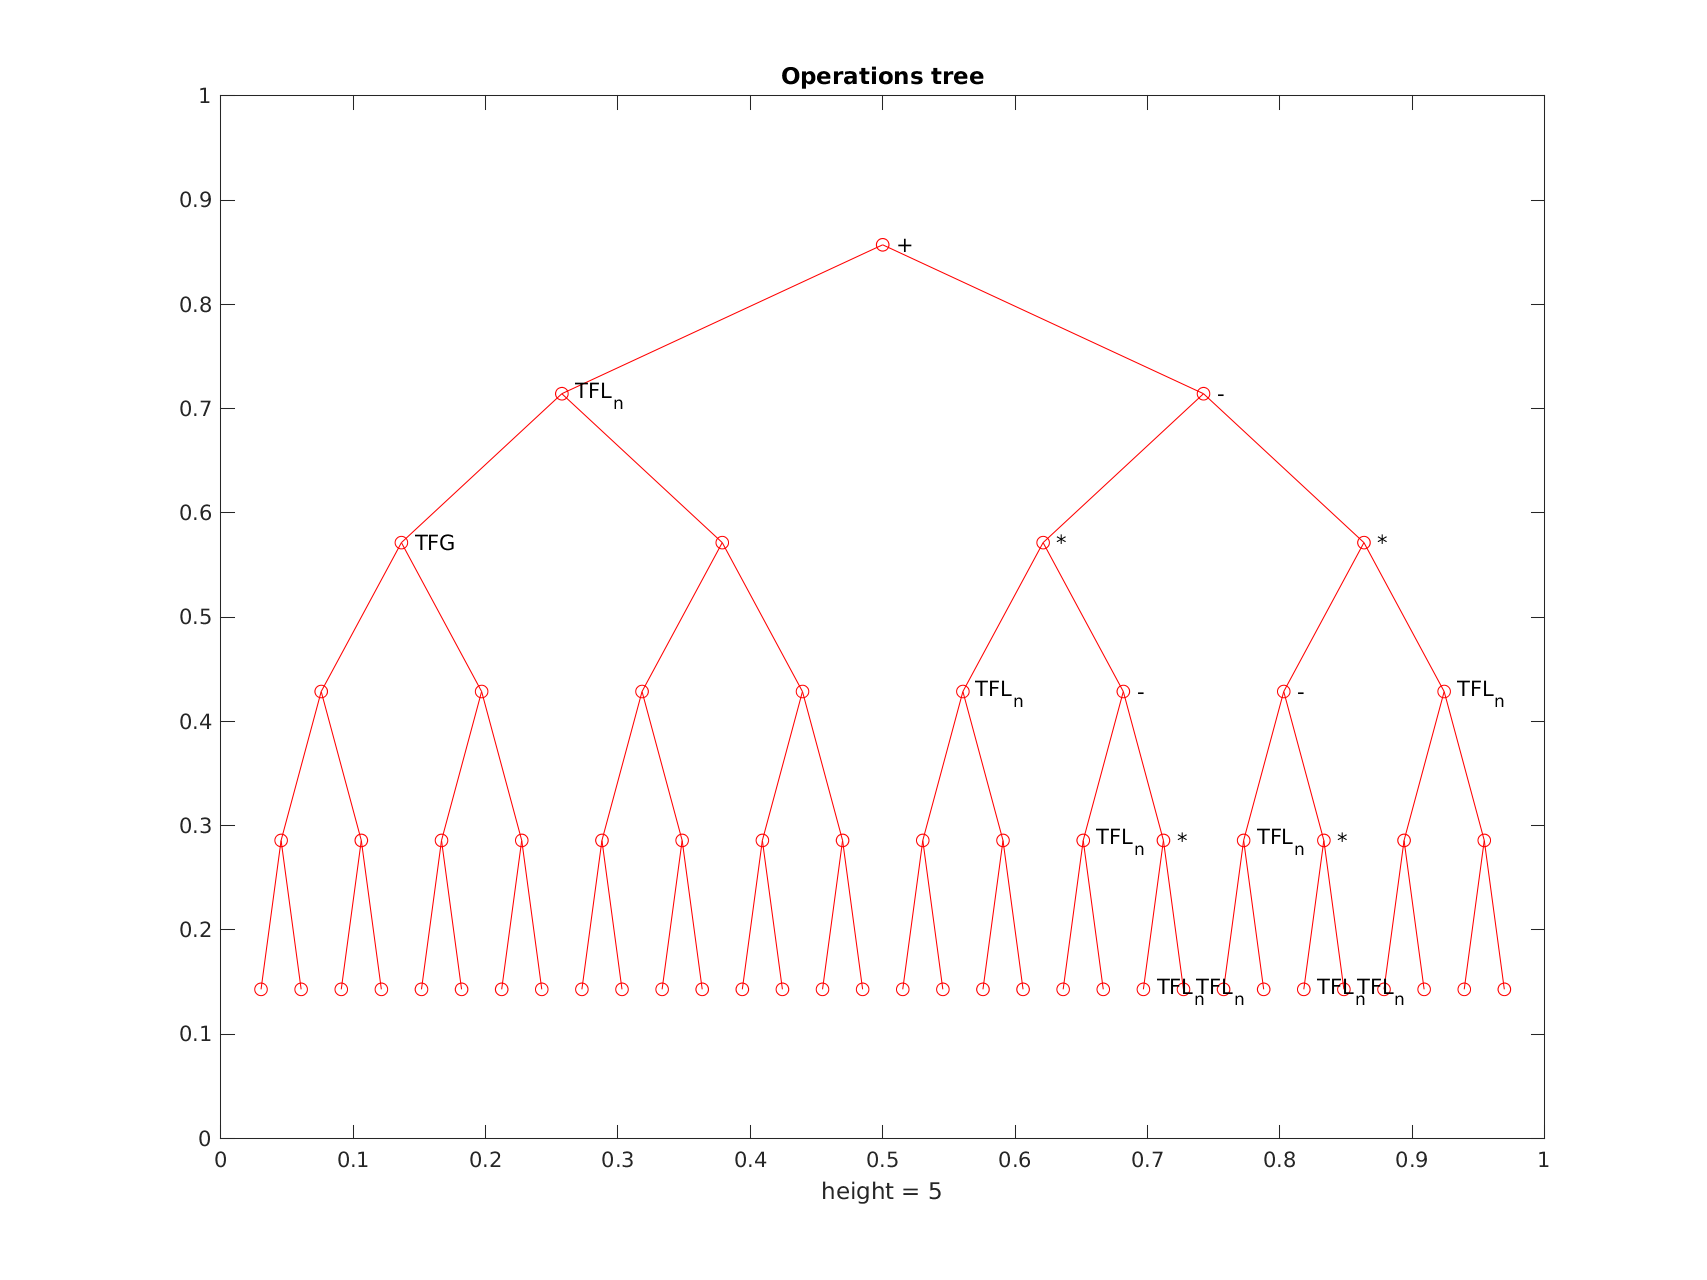 Operations tree
1
0.9
+
0.8
TFLn -
0.7
0.6
TFG * *
0.5
TFLn - - TFLn
0.4
0.3
TFLn * TFLn *
0.2
TFLn TFLn TFLn TFLn
0.1
0
0 0.1 0.2 0.3 0.4 0.5 0.6 0.7 0.8 0.9 1
height = 5